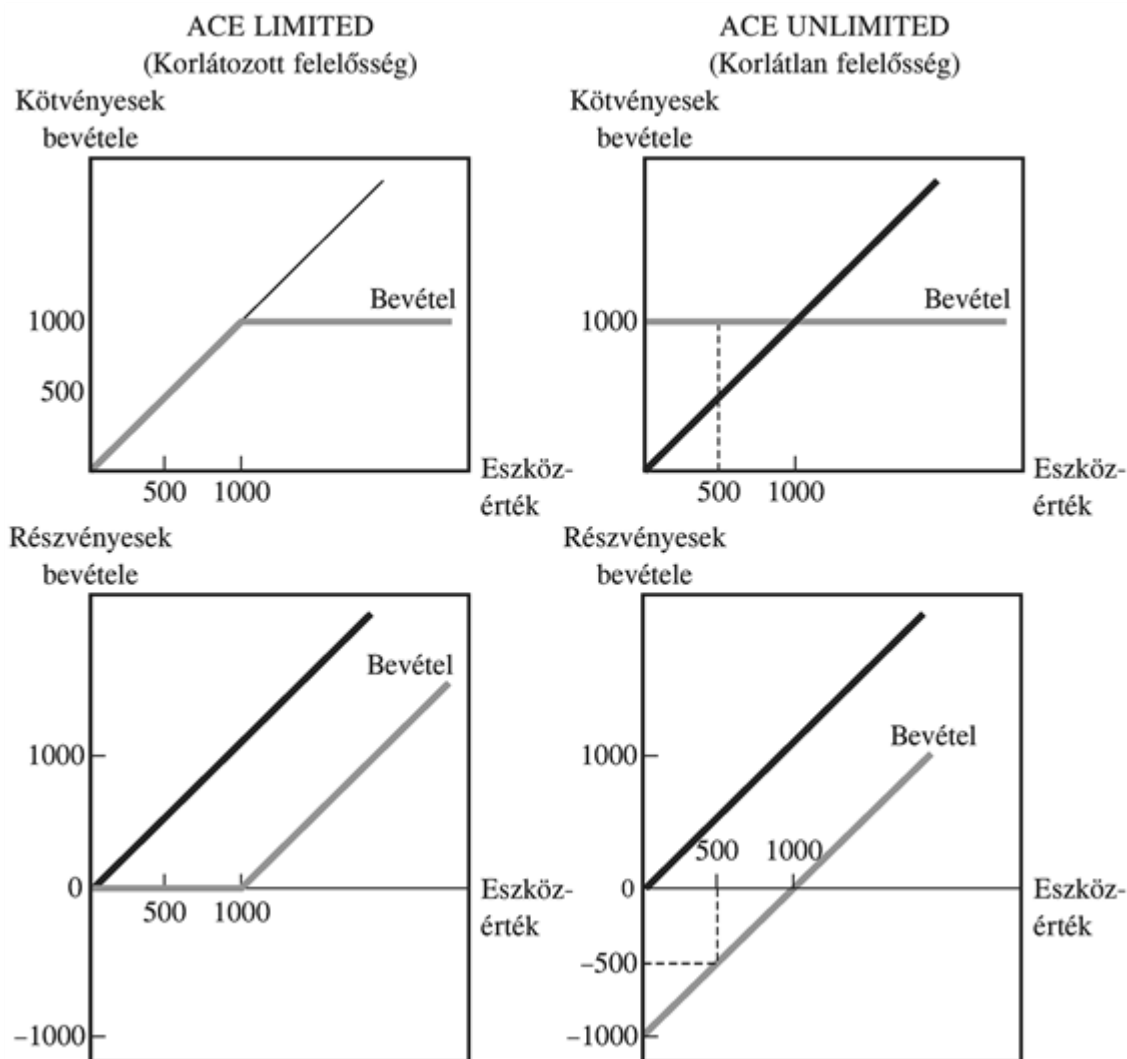 ACE LIMITED
(Korlátozott felelősség)
Kötvényesek
bevétele
Bevétel
1000
500
500
1000
Eszköz-
érték
ACE UNLIMITED
(Korlátlan felelősség)
Kötvényesek
bevétele
Bevétel
1000
500
1000
Eszköz-
érték
Részvényesek
bevétele
Bevétel
1000
0
500
1000
Eszköz-
érték
–1000
Részvényesek
bevétele
Bevétel
1000
500
1000
0
Eszköz-
érték
–500
–1000